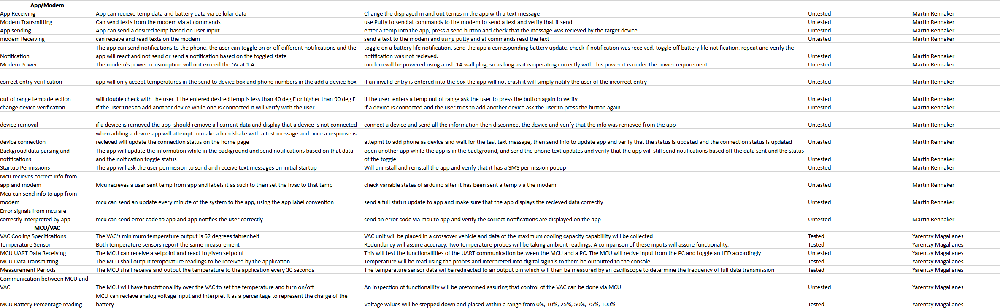 App/Modem
App Receiving App can recieve temp data and battery data via cellular data Change the displayed in and out temps in the app with a text message Untested Martin Rennaker
Modem Transmitting Can send texts from the modem via at commands use Putty to send at commands to the modem to send a text and verify that it send Untested Martin Rennaker
App sending App can send a desired temp based on user input enter a temp into the app, press a send button and check that the message was recieved by the target device Untested Martin Rennaker
modem Receiving can recieve and read texts on the modem send a text to the modem and using putty and at commands read the text Untested Martin Rennaker
The app can send notifications to the phone, the user can toggle on or off different notifications and the toggle on a battery life notification, send the app a corresponding battery update, check if notification was received. toggle off battery life notification, repeat and verify the
Notification app will react and not send or send a notification based on the toggled state notification was not recieved. Untested Martin Rennaker
Modem Power The modem's power consumption will not exceed the 5V at 1 A modem will be powered using a usb 1A wall plug, so as long as it is operating correctly with this power it is under the power requirement Untested Martin Rennaker
correct entry verification app will only accept temperatures in the send to device box and phone numbers in the add a device box if an invalid entry is entered into the box the app will not crash it will simply notify the user of the incorrect entry Untested Martin Rennaker
out of range temp detection will double check with the user if the entered desired temp is less than 40 deg F or higher than 90 deg F if the user enters a temp out of range ask the user to press the button again to verify Untested Martin Rennaker
change device verification if the user tries to add another device while one is connected it will verify with the user if a device is connected and the user tries to add another device ask the user to press the button again Untested Martin Rennaker
device removal if a device is removed the app should remove all current data and display that a device is not connected connect a device and send all the information then disconnect the device and verify that the info was removed from the app Untested Martin Rennaker
when adding a device app will attempt to make a handshake with a test message and once a response is
device connection recieved will update the connection status on the home page attepmt to add phone as device and wait for the test text message, then send info to update app and verify that the status is updated and the connection status is updated Untested Martin Rennaker
Backgroud data parsing and The app will update the information while in the background and send notifications based on that data open another app while the app is in the background, and send the phone text updates and verify that the app will still send notifications based off the data sent and the status
notifications and the noification toggle status of the toggle Untested Martin Rennaker
Startup Permissions The app will ask the user permission to send and receive text messages on initial startup Will uninstall and reinstall the app and verify that it has a SMS permission popup Untested Martin Rennaker
Mcu recieves correct info from
app and modem Mcu recieves a user sent temp from app and labels it as such to then set the hvac to that temp check variable states of arduino after it has been sent a temp via the modem Untested Martin Rennaker
Mcu can send info to app from
modem mcu can send an update every minute of the system to the app, using the app label convention send a full status update to app and make sure that the app displays the recieved data correctly Untested Martin Rennaker
Error signals from mcu are
correctly interpreted by app mcu can send error code to app and app notifies the user correctly send an error code via mcu to app and verify the correct notifications are displayed on the app Untested Martin Rennaker
MCU/VAC
VAC Cooling Specifications The VAC's minimum temperature output is 62 degrees fahrenheit VAC unit will be placed in a crossover vehicle and data of the maximum cooling capacity capabillity will be collected Tested Yarentzy Magallanes
Temperature Sensor Both temperature sensors report the same measurement Redundancy will assure accuracy. Two temperature probes will be taking ambient readings. A comparison of these inputs will assure functionality. Tested Yarentzy Magallanes
MCU UART Data Receiving The MCU can receive a setpoint and react to given setpoint This will test the functionallities of the UART communication between the MCU and a PC. The MCU will recive input from the PC and toggle an LED accordingly Untested Yarentzy Magallanes
MCU Data Transmitting The MCU shall output temperature readings to be received by the application Temperature will be read using the probes and interpreted into digital signals to them be outputted to the console. Tested Yarentzy Magallanes
Measurement Periods The MCU shall receive and output the temperature to the application every 30 seconds The temperature sensor data wil be redirected to an output pin which will then be measured by an oscilliscope to determine the frequency of full data transmission Tested Yarentzy Magallanes
Communication between MCU and
VAC The MCU will have functrtionallity over the VAC to set the temperature and turn on/off An inspection of functionallity will be preformed assuring that control of the VAC can be done via MCU Untested Yarentzy Magallanes
MCU can recieve analog voltage input and interpret it as a percentage to represent the charge of the
MCU Battery Percentage reading battery Voltage values will be stepped down and placed within a range from 0%, 10%, 25%, 50%, 75%, 100% Tested Yarentzy Magallanes